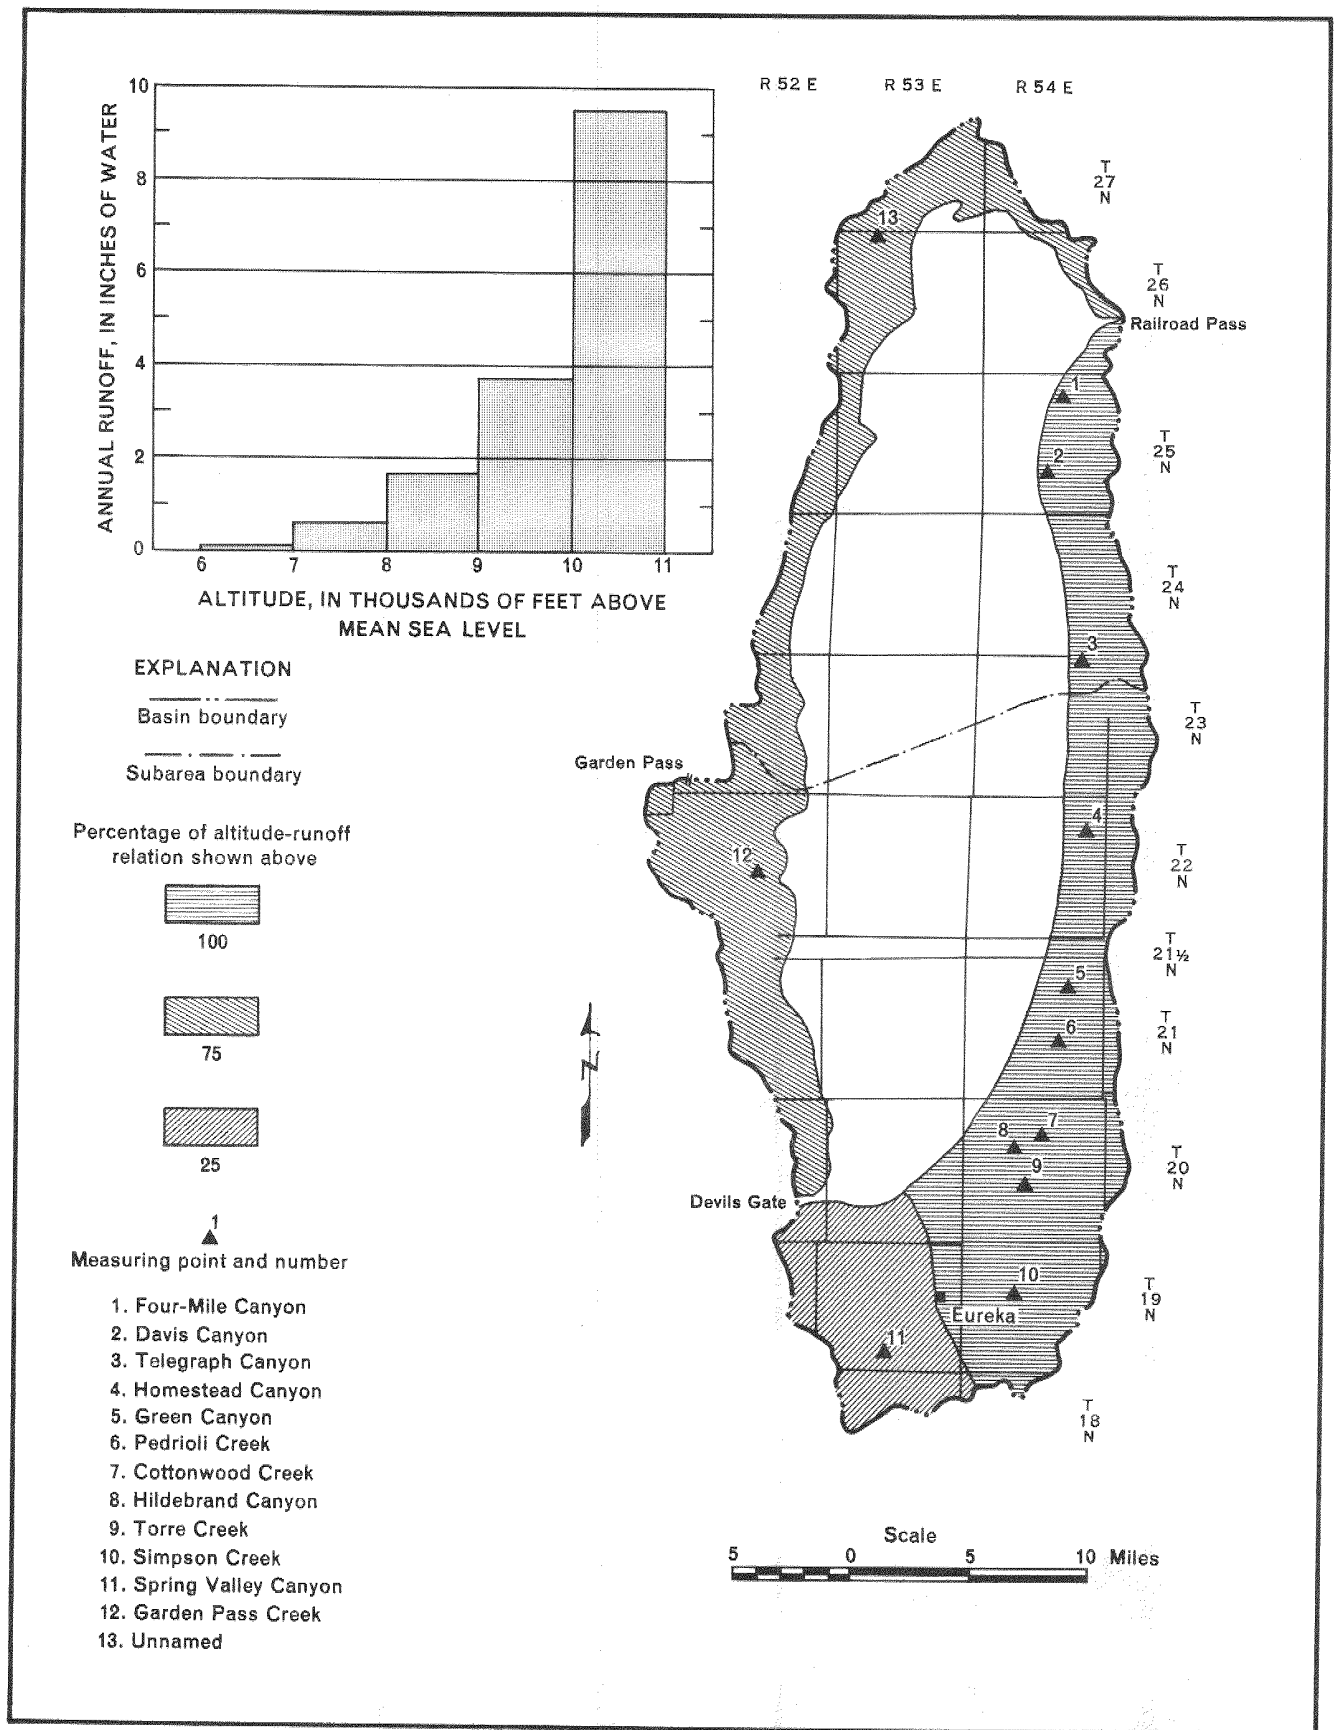 10
8
6
4
2
0
ANNUAL RUNOFF, IN INCHES OF WATER
6 7 8 9 10 11
ALTITUDE, IN THOUSANDS OF FEET ABOVE
MEAN SEA LEVEL
EXPLANATION
Basin boundary
Subarea boundary
Percentage of altitude-runoff
relation shown above
100
75
25
1
Measuring point and number
1. Four-Mile Canyon
2. Davis Canyon
3. Telegraph Canyon
4. Homestead Canyon
5. Green Canyon
6. Pedrioli Creek
7. Cottonwood Creek
8. Hildebrand Canyon
9. Torre Creek
10. Simpson Creek
11. Spring Valley Canyon
12. Garden Pass Creek
13. Unnamed
R 52 E R 53 E R 54 E
T
27
N
13
T
26
N
Railroad Pass
1
T
25
N
2
T
24
N
3
T
23
N
Garden Pass
4
12
T
22
N
T
21½
N
5
T
21
N
6
7
8
9
T
20
N
Devils Gate
10
T
19
N
Eureka
11
T
18
N
N
Scale
5 0 5 10 Miles